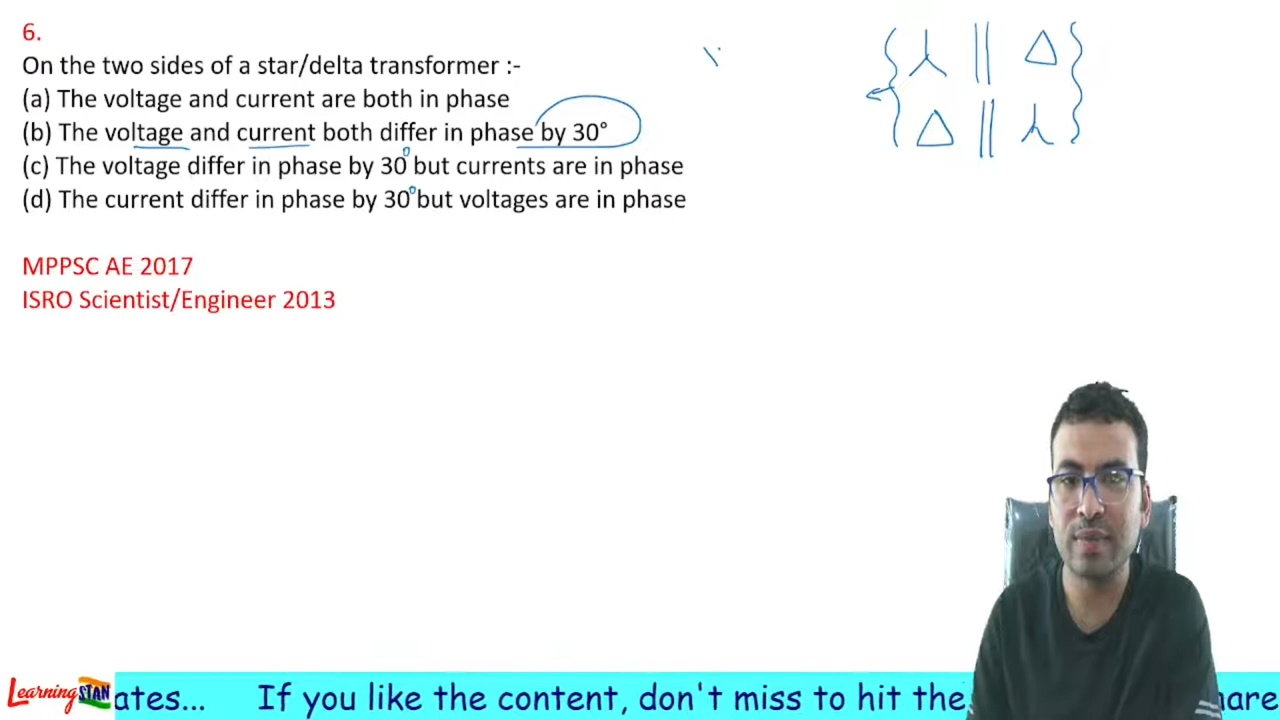 6.
On the two sides of a star/delta transformer :-
(a) The voltage and current are both in phase
(b) The voltage and current both differ in phase by 30°
(c) The voltage differ in phase by 30° but currents are in phase
(d) The current differ in phase by 30° but voltages are in phase
MPPSC AE 2017
ISRO Scientist/Engineer 2013
LearningSTAN
ates... If you like the content, don't miss to hit the hare